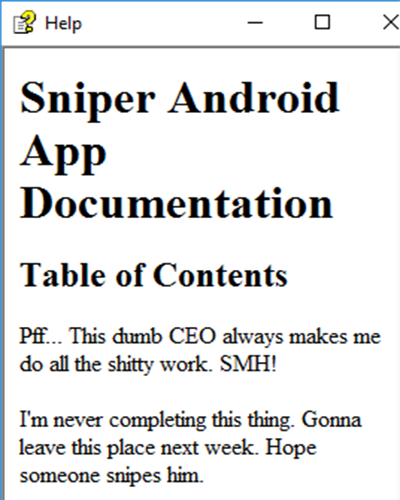 Help
Sniper Android
App
Documentation
Table of Contents
Pff... This dumb CEO always makes me
do all the shitty work. SMH!
I'm never completing this thing. Gonna
leave this place next week. Hope
someone snipes him.